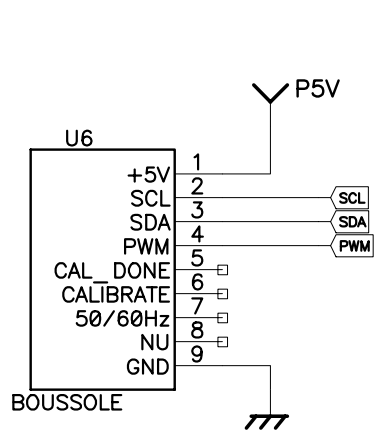 P5V
U6
+5V 1
SCL 2 SCL
SDA 3 SDA
PWM 4 PWM
CAL_DONE 5
CALIBRATE 6
50/60Hz 7
NU 8
GND 9
BOUSSOLE